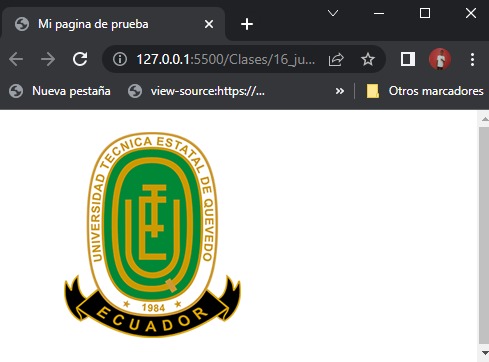 Mi pagina de prueba
127.0.0.1:5500/Clases/16_ju...
Nueva pestaña
view-source:https://...
»
Otros marcadores
UNIVERSIDAD TECNICA ESTATAL DE QUEVEDO
1984
ECUADOR